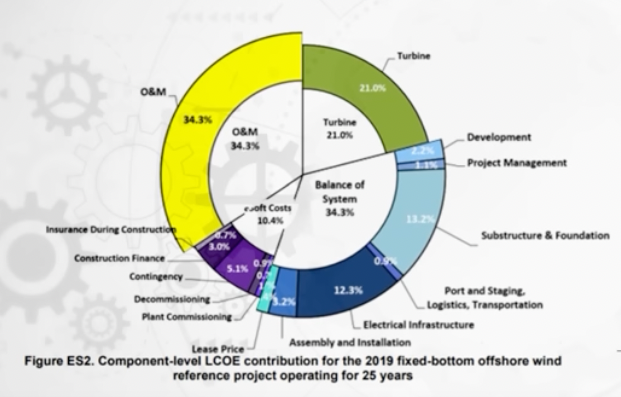 Turbine
21.0%
O&M
34.3%
O&M
34.3%
Turbine
21.0%
Development
2.2%
Project Management
1.1%
Balance of
System
34.3%
Soft Costs
10.4%
13.2%
Substructure & Foundation
Insurance During Construction
0.7%
3.0%
Construction Finance
5.1%
0.9%
0.9%
Contingency
Port and Staging,
Logistics, Transportation
12.3%
Decommissioning
3.2%
Plant Commissioning
Electrical Infrastructure
Assembly and Installation
Lease Price
Figure ES2. Component-level LCOE contribution for the 2019 fixed-bottom offshore wind
reference project operating for 25 years